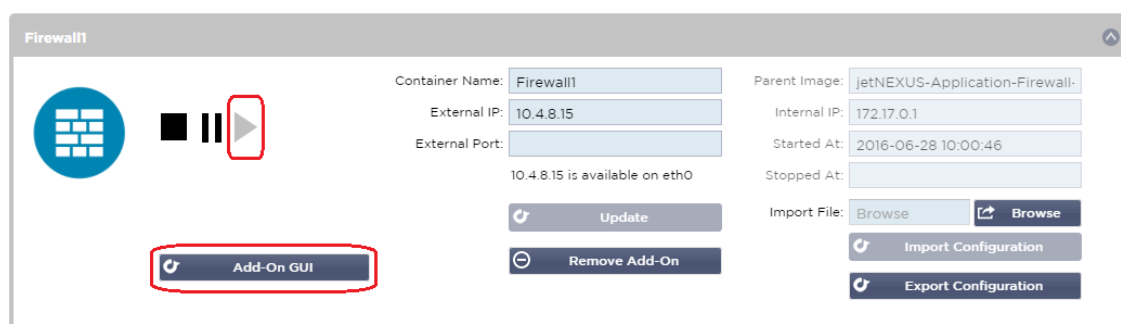 Firewall1
Container Name: Firewall1
External IP: 10.4.8.15
External Port:
10.4.8.15 is available on eth0
Update
Remove Add-On
Add-On GUI
Parent Image: jetNEXUS-Application-Firewall-
Internal IP: 172.17.0.1
Started At: 2016-06-28 10:00:46
Stopped At:
Import File: Browse Browse
Import Configuration
Export Configuration